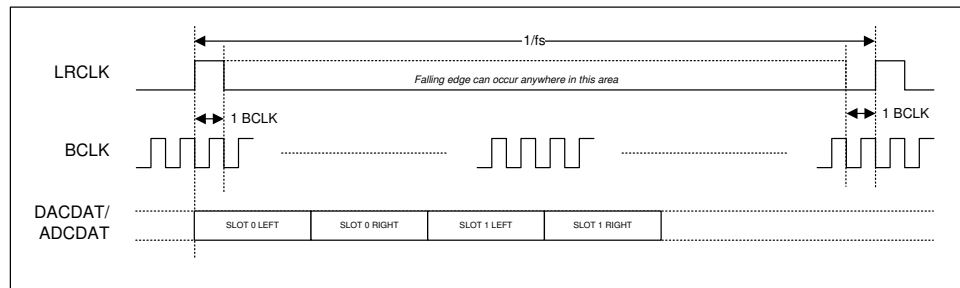 1/fs
LRCLK
Falling edge can occur anywhere in this area
1 BCLK
1 BCLK
BCLK
DACDAT/
ADCDAT
SLOT 0 LEFT
SLOT 0 RIGHT
SLOT 1 LEFT
SLOT 1 RIGHT